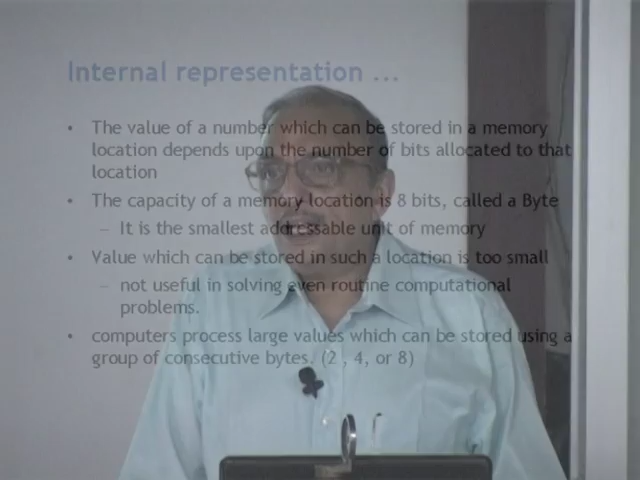 Internal representation ...
• The value of a number which can be stored in a memory
location depends upon the number of bits allocated to that
location
• The capacity of a memory location is 8 bits, called a Byte
– It is the smallest addressable unit of memory
• Value which can be stored in such a location is too small
– not useful in solving even routine computational
problems.
• computers process large values which can be stored using a
group of consecutive bytes. (2 , 4, or 8)